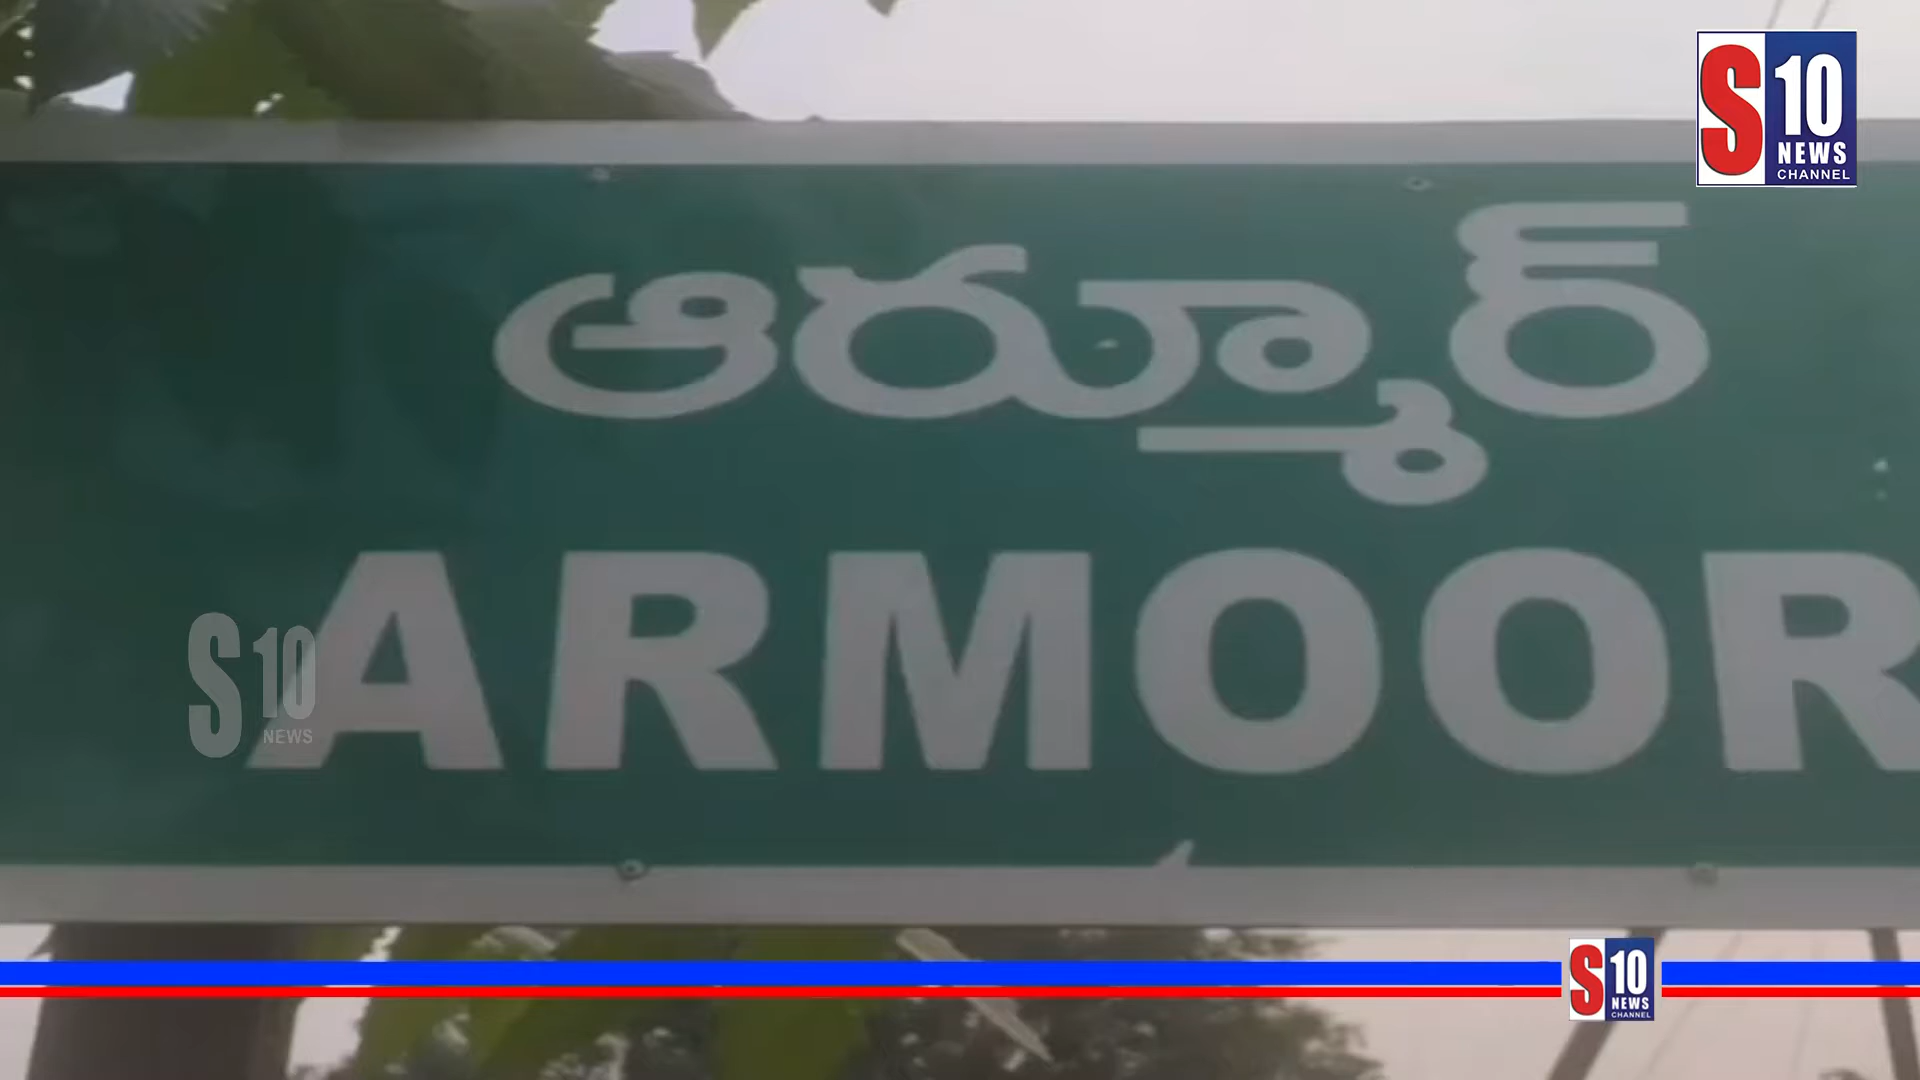 S10
NEWS
CHANNEL
ఆర్మూర్
ARMOOR
S10
NEWS
S10
NEWS
CHANNEL